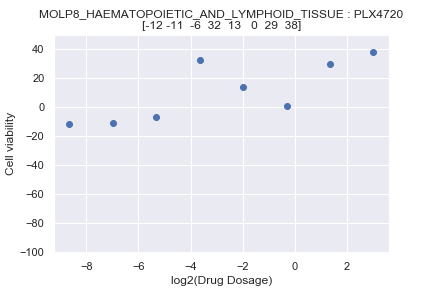 MOLP8_HAEMATOPOIETIC_AND_LYMPHOID_TISSUE : PLX4720
[-12 -11  -6  32  13   0  29  38]
40
20
0
−20
−40
−60
−80
−100
Cell viability
−8 −6 −4 −2 0 2
log2(Drug Dosage)